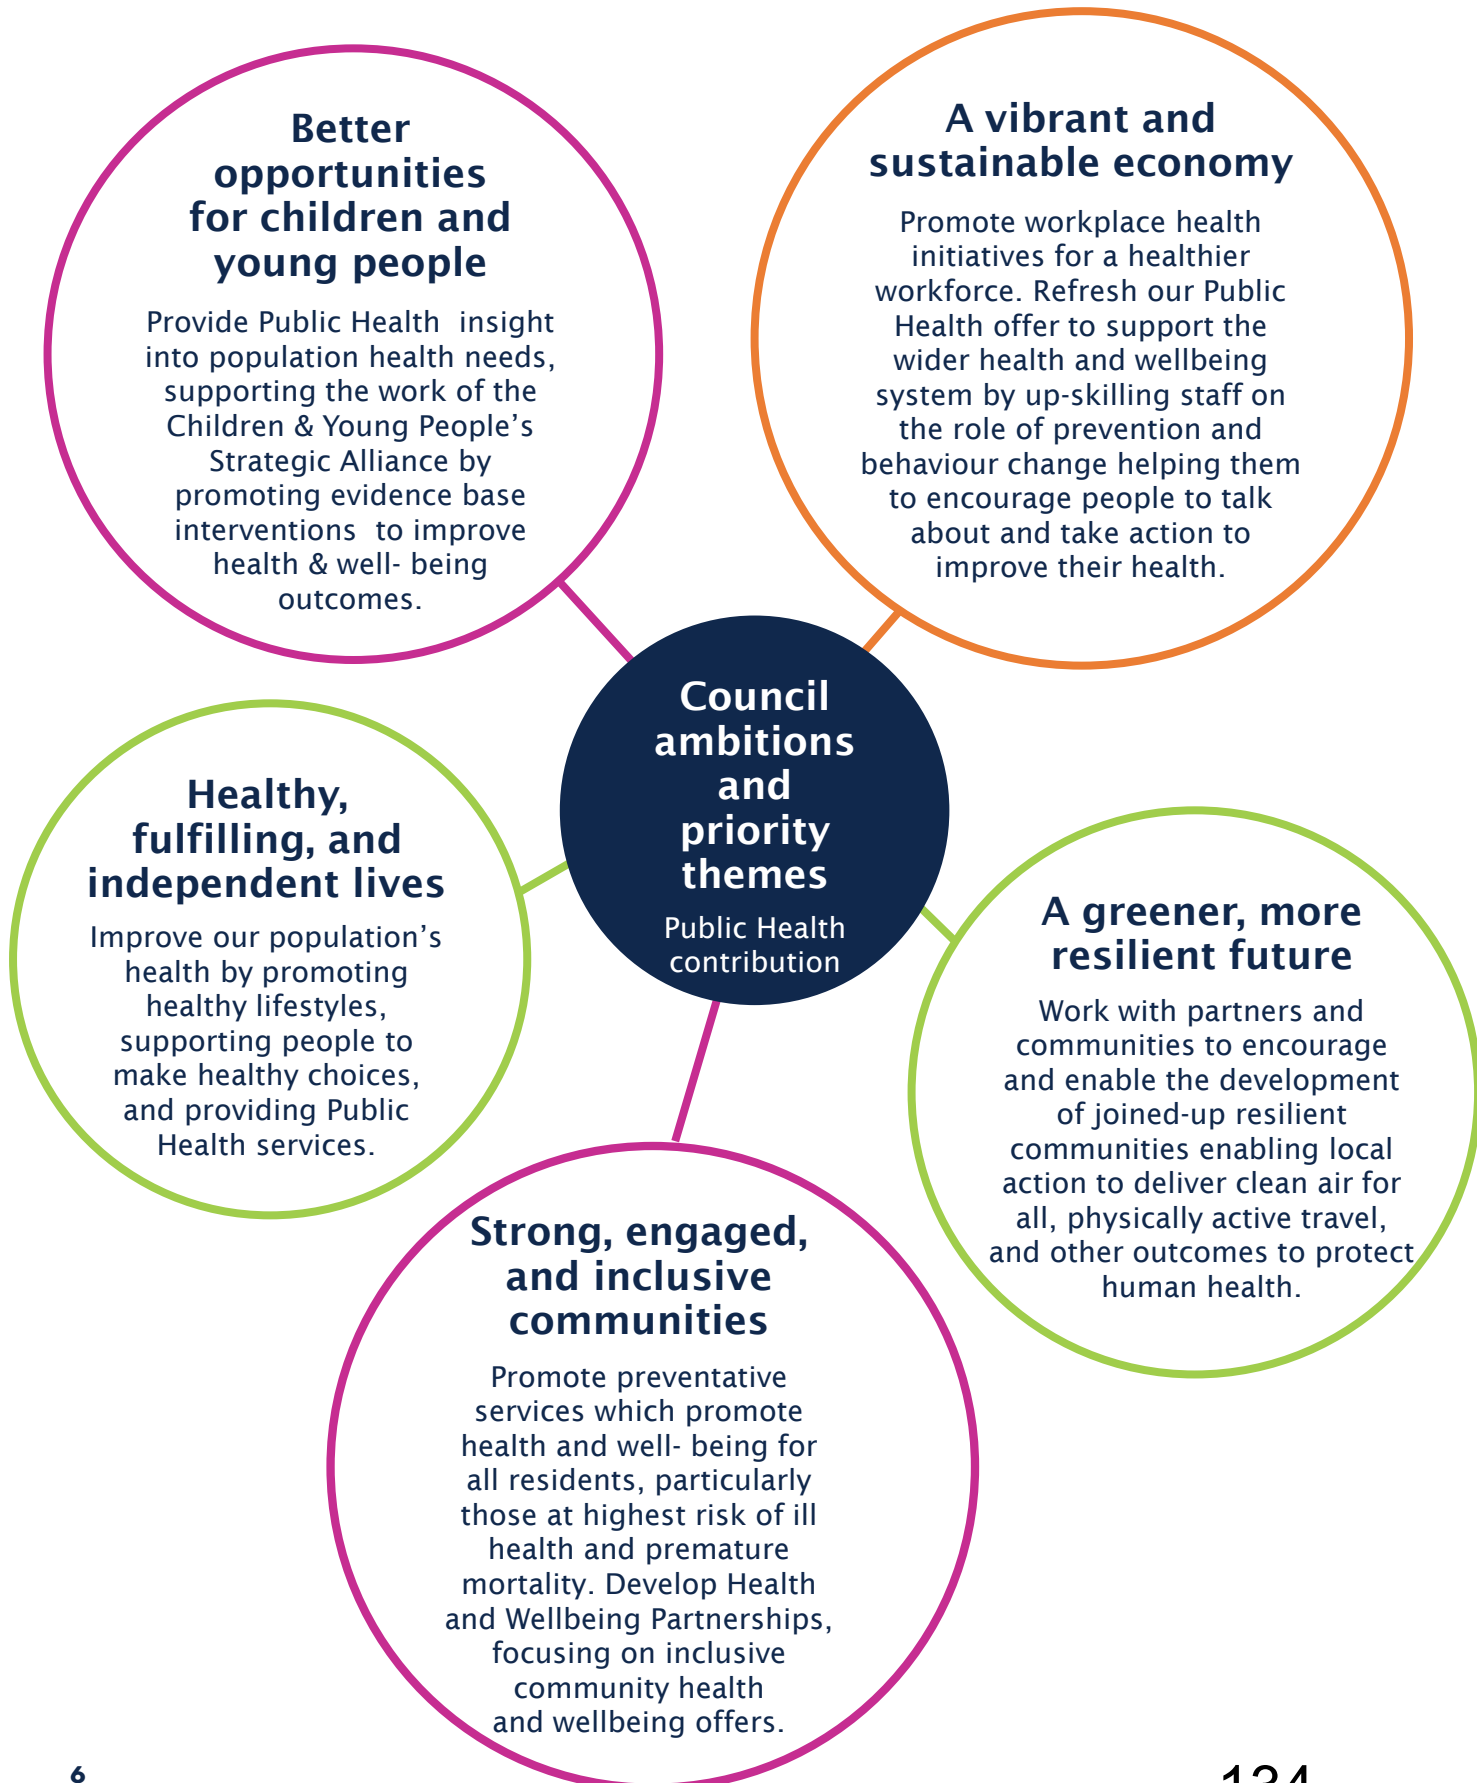 Better
opportunities
for children and
young people
Provide Public Health  insight
into population health needs,
supporting the work of the
Children & Young People's
Strategic Alliance by
promoting evidence base
interventions  to improve
health & well- being
outcomes.
A vibrant and
sustainable economy
Promote workplace health
initiatives for a healthier
workforce. Refresh our Public
Health offer to support the
wider health and wellbeing
system by up-skilling staff on
the role of prevention and
behaviour change helping them
to encourage people to talk
about and take action to
improve their health.
Council
ambitions
and
priority
themes
Public Health
contribution
Healthy,
fulfilling, and
independent lives
Improve our population's
health by promoting
healthy lifestyles,
supporting people to
make healthy choices,
and providing Public
Health services.
A greener, more
resilient future
Work with partners and
communities to encourage
and enable the development
of joined-up resilient
communities enabling local
action to deliver clean air for
all, physically active travel,
and other outcomes to protect
human health.
Strong, engaged,
and inclusive
communities
Promote preventative
services which promote
health and well- being for
all residents, particularly
those at highest risk of ill
health and premature
mortality. Develop Health
and Wellbeing Partnerships,
focusing on inclusive
community health
and wellbeing offers.
6
134